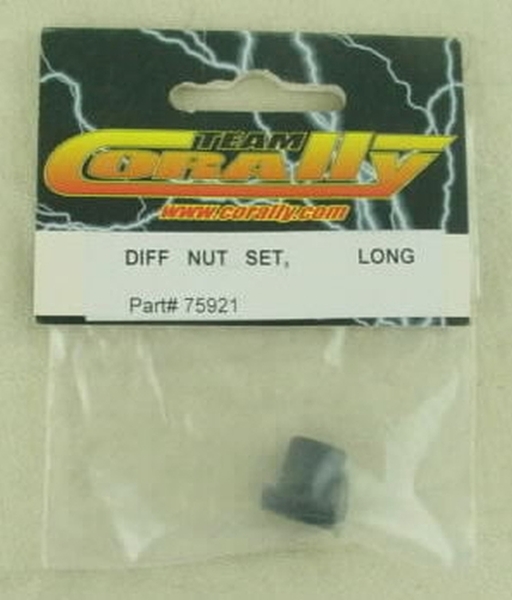 TEAM
CORALLY
www.corally.com
DIFF NUT SET, LONG
Part# 75921